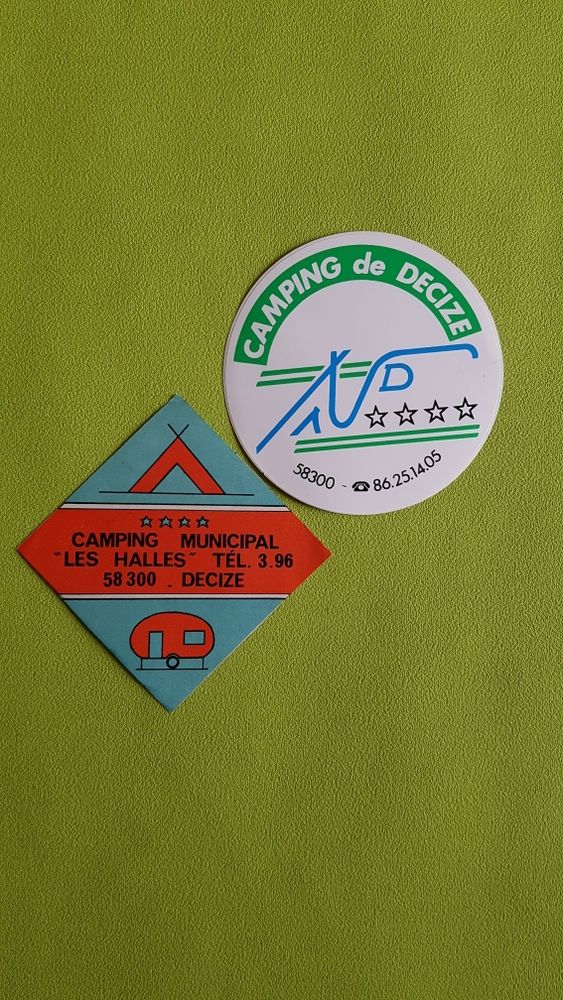 CAMPING de DECIZE
D
58300 - ☎ 86.25.14.05
CAMPING MUNICIPAL
"LES HALLES" TÉL. 3.96
58 300 - DECIZE